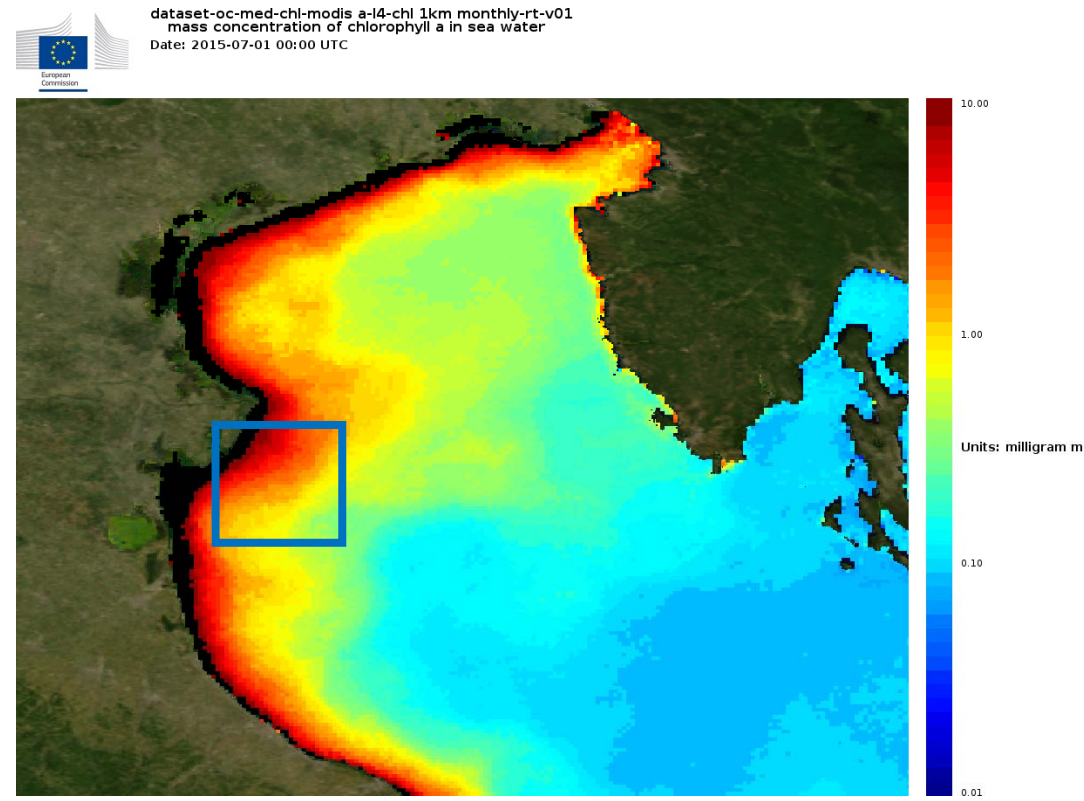 dataset-oc-med-chl-modis a-l4-chl 1km monthly-rt-v01
mass concentration of chlorophyll a in sea water
Date: 2015-07-01 00:00 UTC
European
Commission
10.00
1.00
Units: milligram m
0.10
0.01